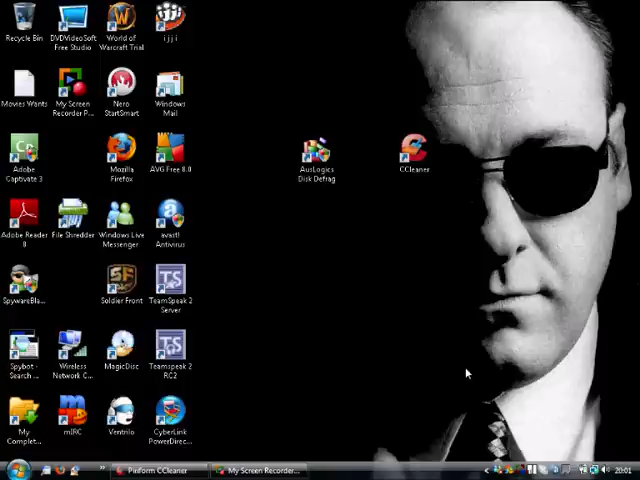 Recycle Bin
DVDVideoSoft
Free Studio
World of
Warcraft Trial
i j j i
Movies Wants
My Screen
Recorder P...
Nero
StartSmart
Windows
Mail
Adobe
Captivate 3
Mozilla
Firefox
AVG Free 8.0
AusLogics
Disk Defrag
CCleaner
Adobe Reader
8
File Shredder
Windows Live
Messenger
avast!
Antivirus
SpywareBla...
Soldier Front
TeamSpeak 2
Server
Spybot -
Search ...
Wireless
Network C...
MagicDisc
Teamspeak 2
RC2
My
Complet...
mIRC
Ventrilo
CyberLink
PowerDirec...
Piriform CCleaner
My Screen Recorder...
20:01